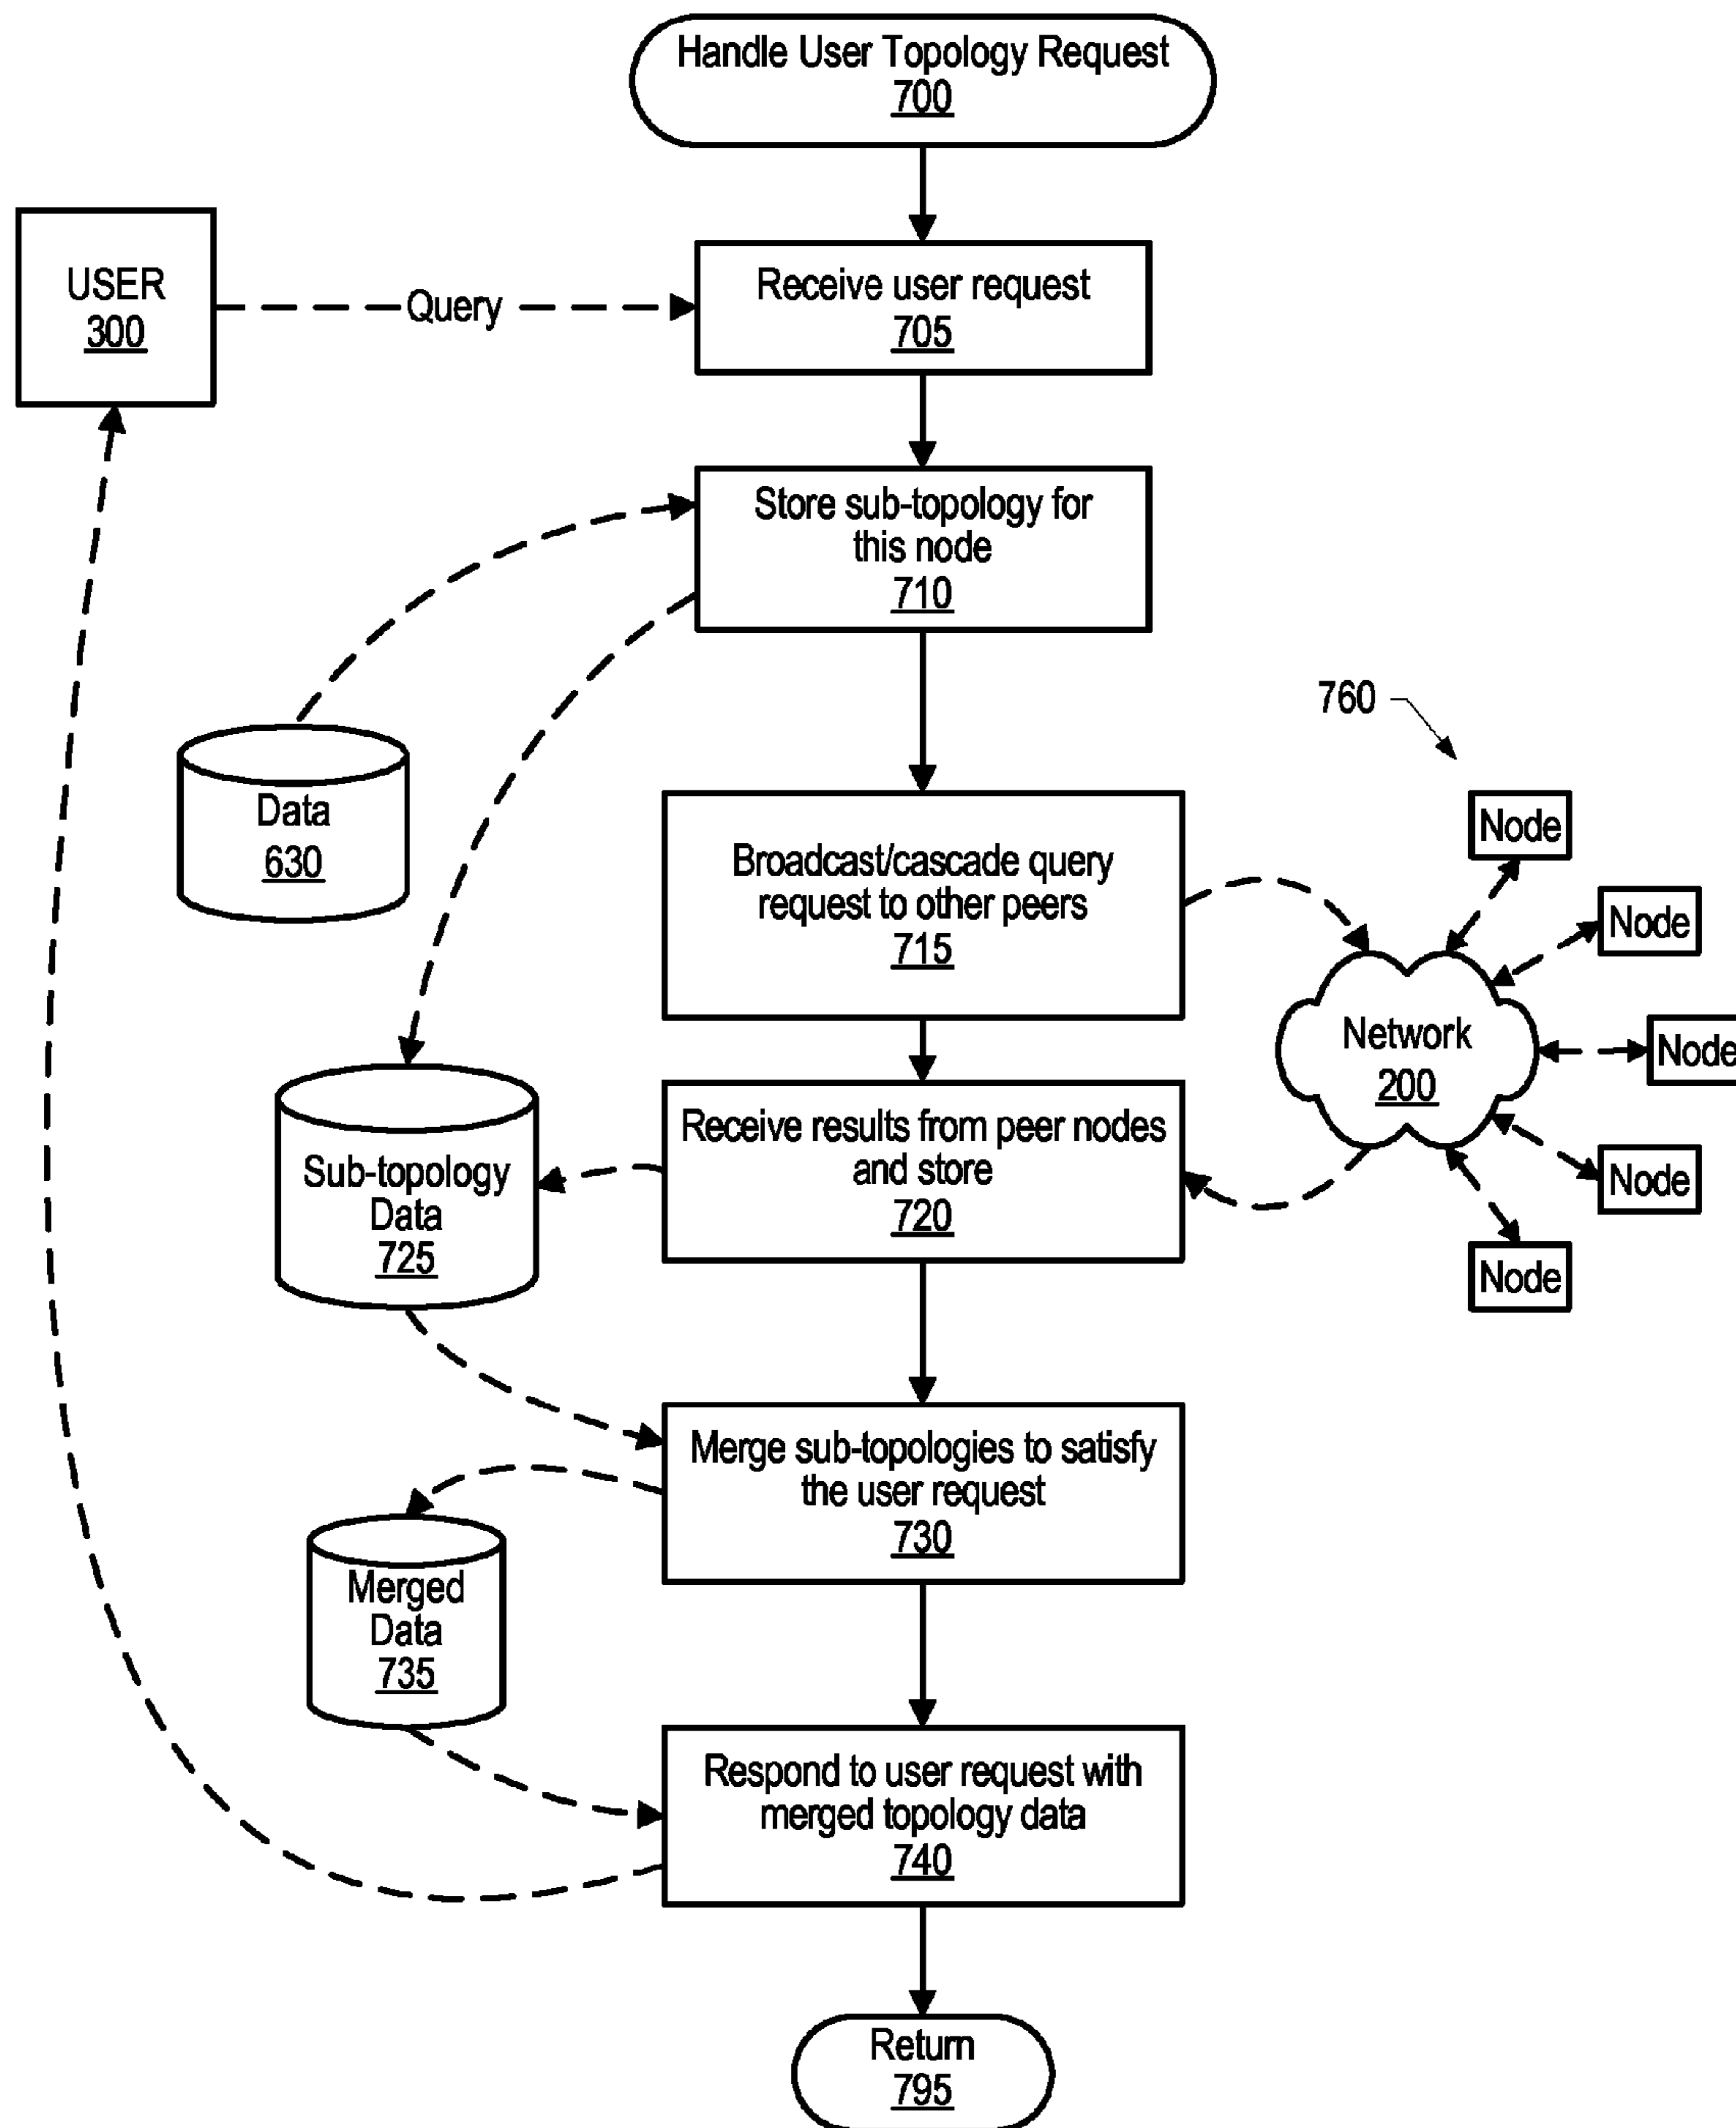 Handle User Topology Request
700
USER
300
Query
Receive user request
705
Store sub-topology for
this node
710
760
Data
630
Broadcast/cascade query
request to other peers
715
Node
Node
Network
200
Node
Node
Node
Receive results from peer nodes
and store
720
Sub-topology
Data
725
Merge sub-topologies to satisfy
the user request
730
Merged
Data
735
Respond to user request with
merged topology data
740
Return
795